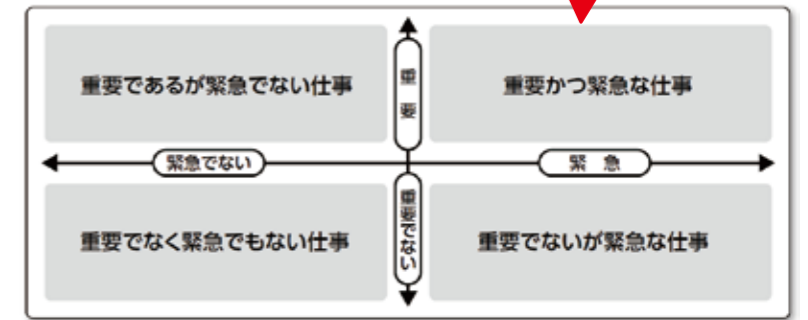 重要であるが緊急でない仕事
重要
重要かつ緊急な仕事
緊急でない
緊急
重要でなく緊急でもない仕事
重要でない
重要でないが緊急な仕事